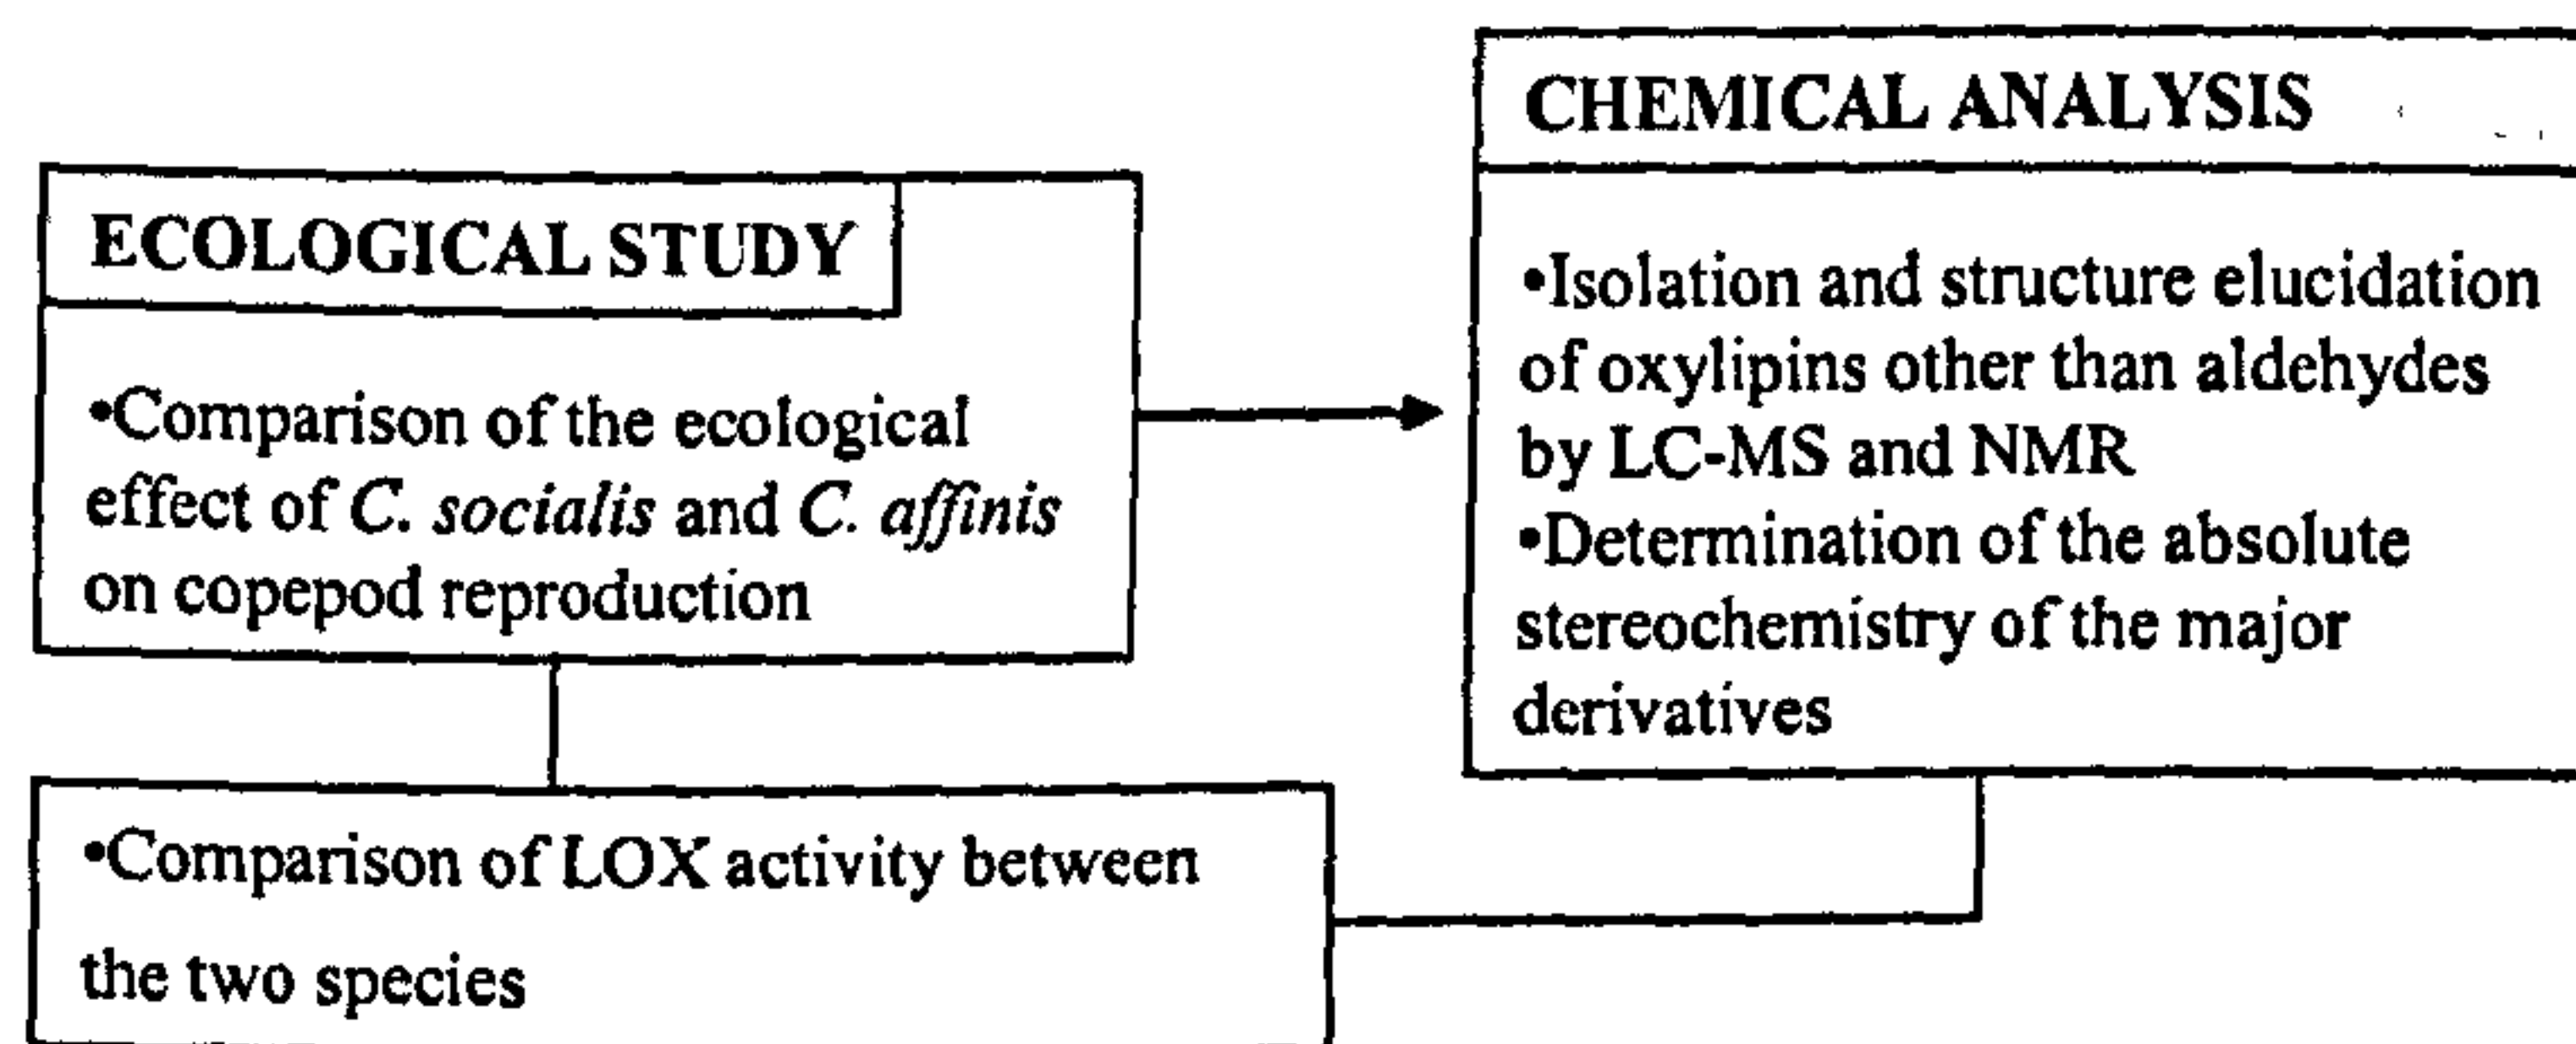 ECOLOGICAL STUDY
•Comparison of the ecological
effect of C. socialis and C. affinis
on copepod reproduction
CHEMICAL ANALYSIS
•Isolation and structure elucidation
of oxylipins other than aldehydes
by LC-MS and NMR
•Determination of the absolute
stereochemistry of the major
derivatives
•Comparison of LOX activity between
the two species